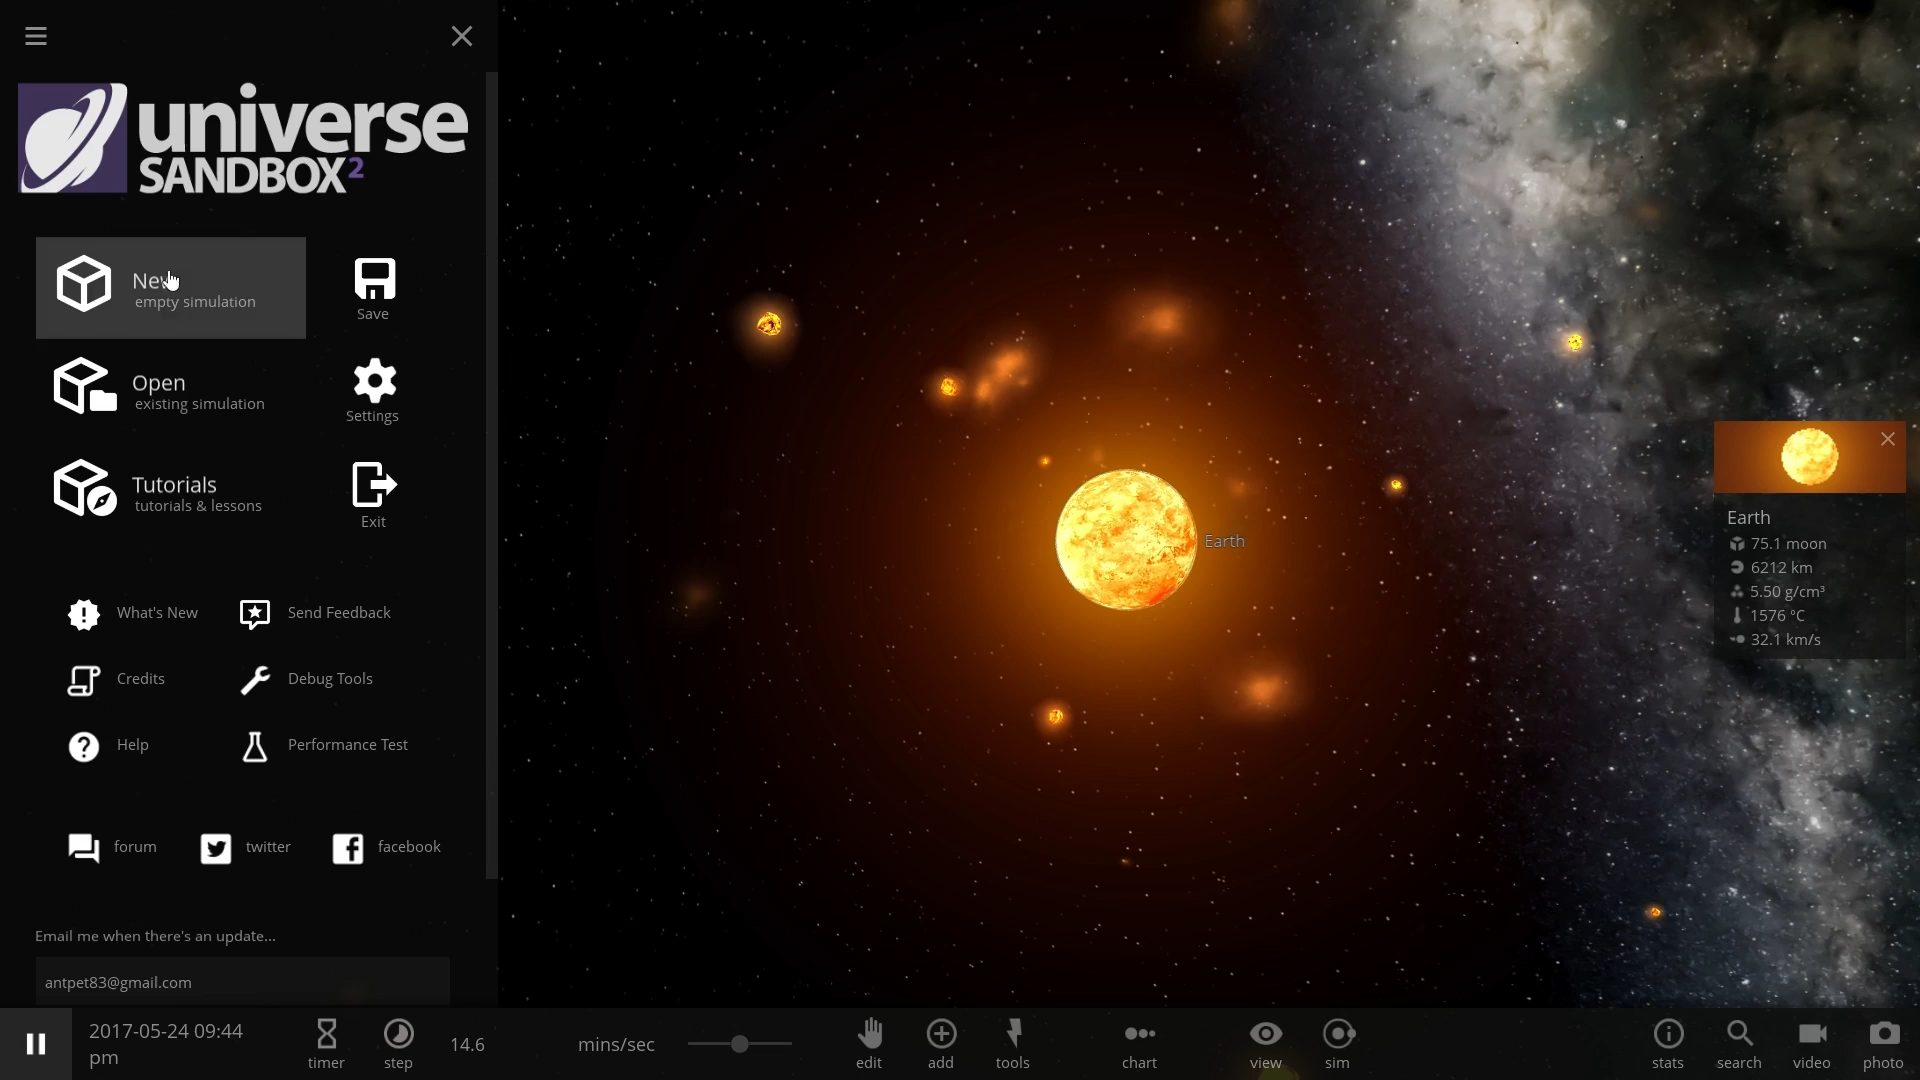 universe
SANDBOX²
New
empty simulation
Save
Open
existing simulation
Settings
Tutorials
tutorials & lessons
Exit
What's New
Send Feedback
Credits
Debug Tools
Help
Performance Test
forum
twitter
facebook
Email me when there's an update...
antpet83@gmail.com
Earth
Earth
75.1 moon
6212 km
5.50 g/cm³
1576 °C
32.1 km/s
2017-05-24 09:44
pm
timer
step
14.6
mins/sec
edit
add
tools
chart
view
sim
stats
search
video
photo